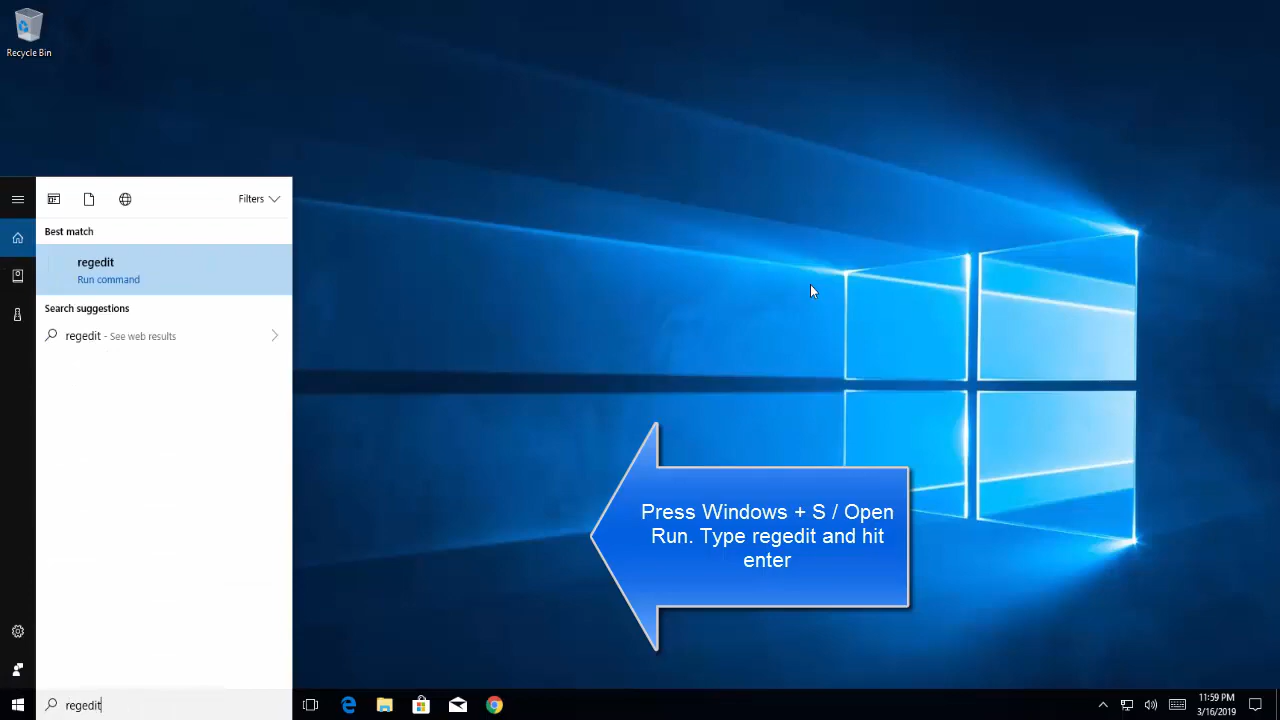 Recycle Bin
Filters
Best match
regedit
Run command
Search suggestions
regedit - See web results
Press Windows + S / Open
Run. Type regedit and hit
enter
regedit
11:59 PM
3/16/2019